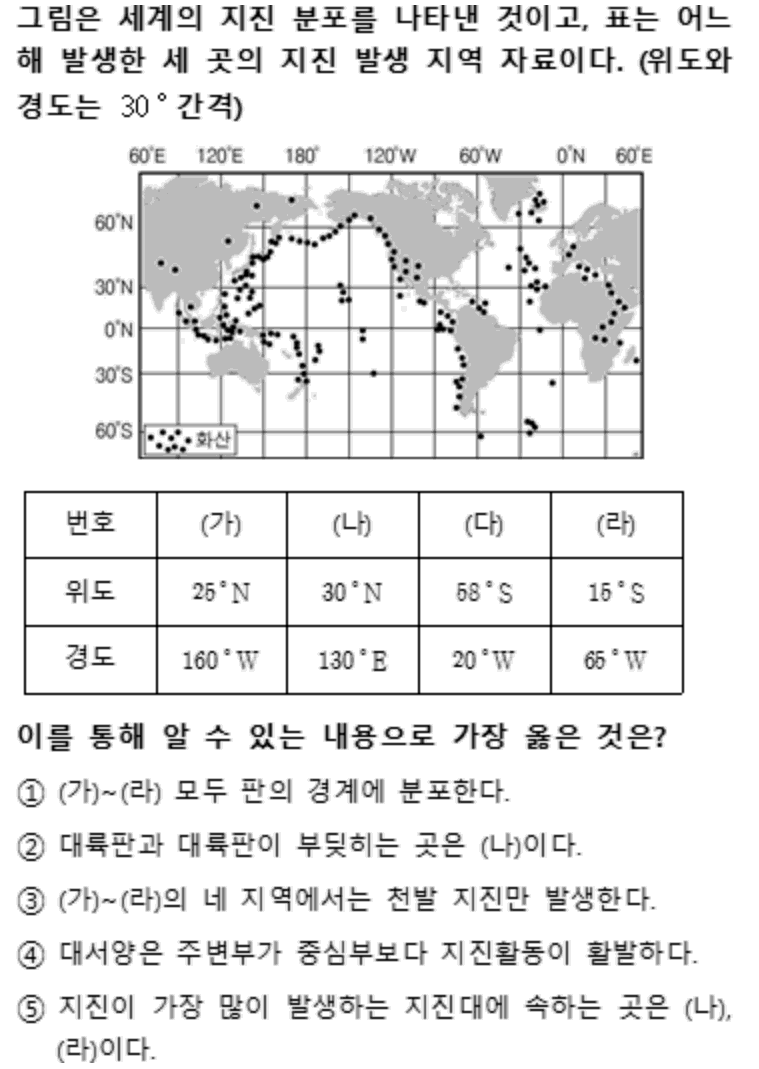 그림은 세계의 지진 분포를 나타낸 것이고, 표는 어느
해 발생한 세 곳의 지진 발생 지역 자료이다. (위도와
경도는 30°간격)
60°E 120°E 180° 120°W 60°W 0°N 60°E
60°N
30°N
0°N
30°S
60°S
화산
번호 (가) (나) (다) (라)
위도 25°N 30°N 58°S 15°S
경도 160°W 130°E 20°W 65°W
이를 통해 알 수 있는 내용으로 가장 옳은 것은?
① (가)~(라) 모두 판의 경계에 분포한다.
② 대륙판과 대륙판이 부딪히는 곳은 (나)이다.
③ (가)~(라)의 네 지역에서는 천발 지진만 발생한다.
④ 대서양은 주변부가 중심부보다 지진활동이 활발하다.
⑤ 지진이 가장 많이 발생하는 지진대에 속하는 곳은 (나),
(라)이다.